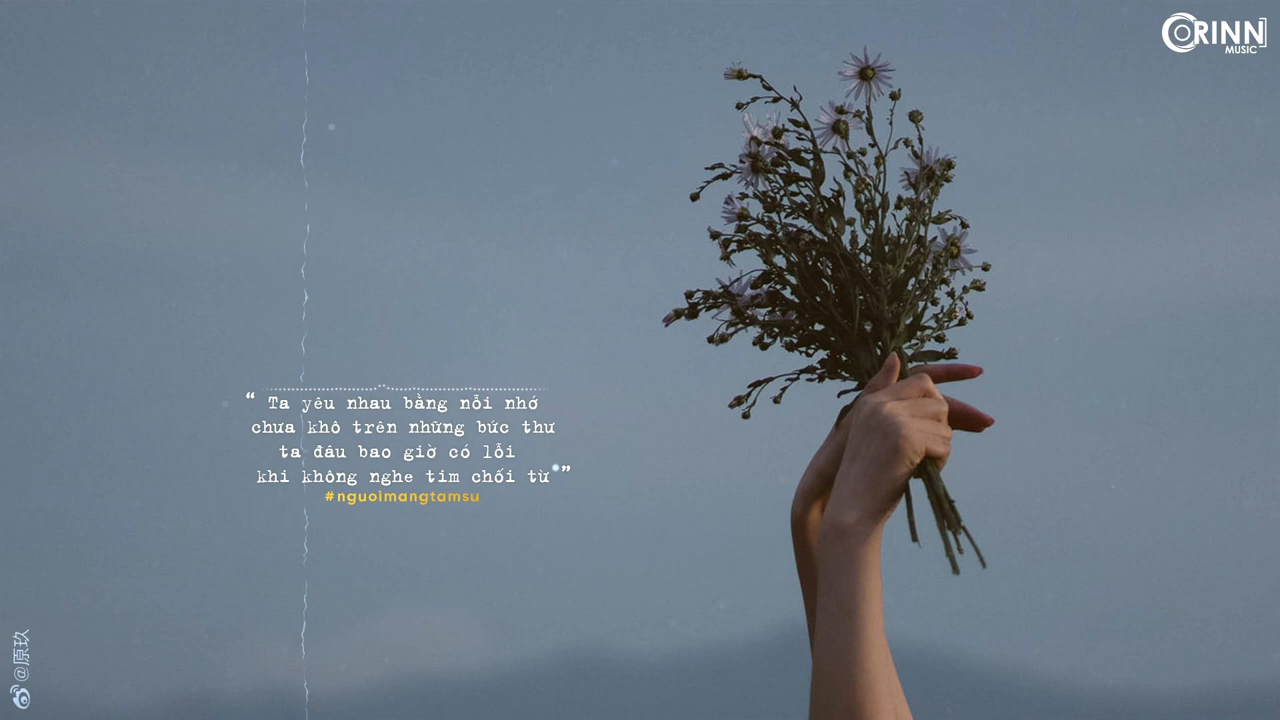 ORINN
MUSIC
“ Ta yêu nhau bằng nỗi nhớ
chưa khô trên những bức thư
ta đâu bao giờ có lỗi
khi không nghe tim chối từ ”
#nguoimangtamsu
@原玖